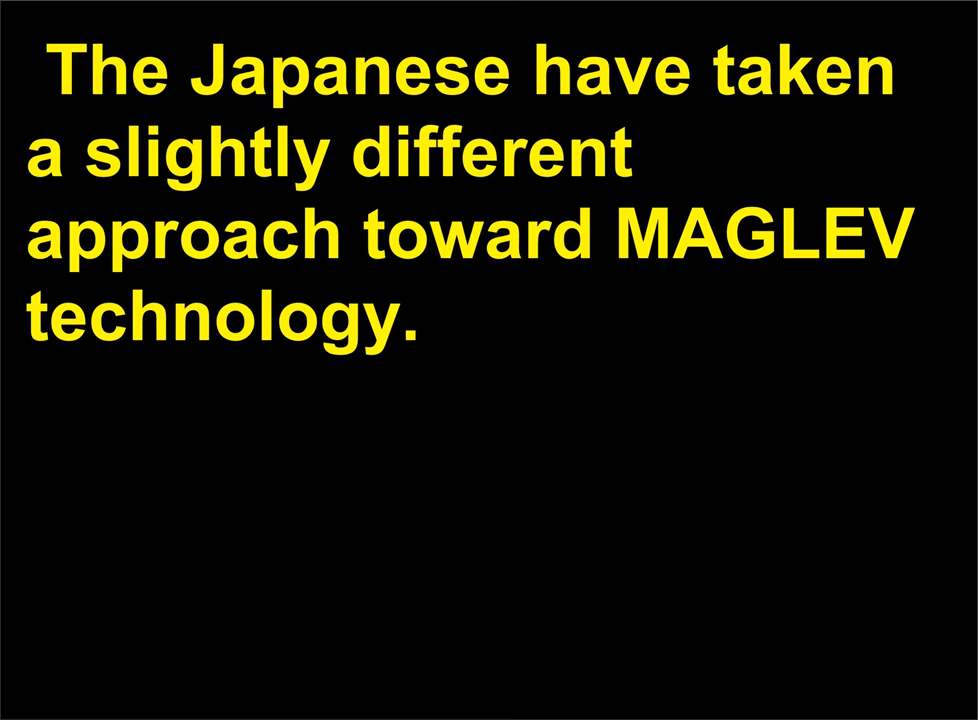 The Japanese have taken
a slightly different
approach toward MAGLEV
technology.